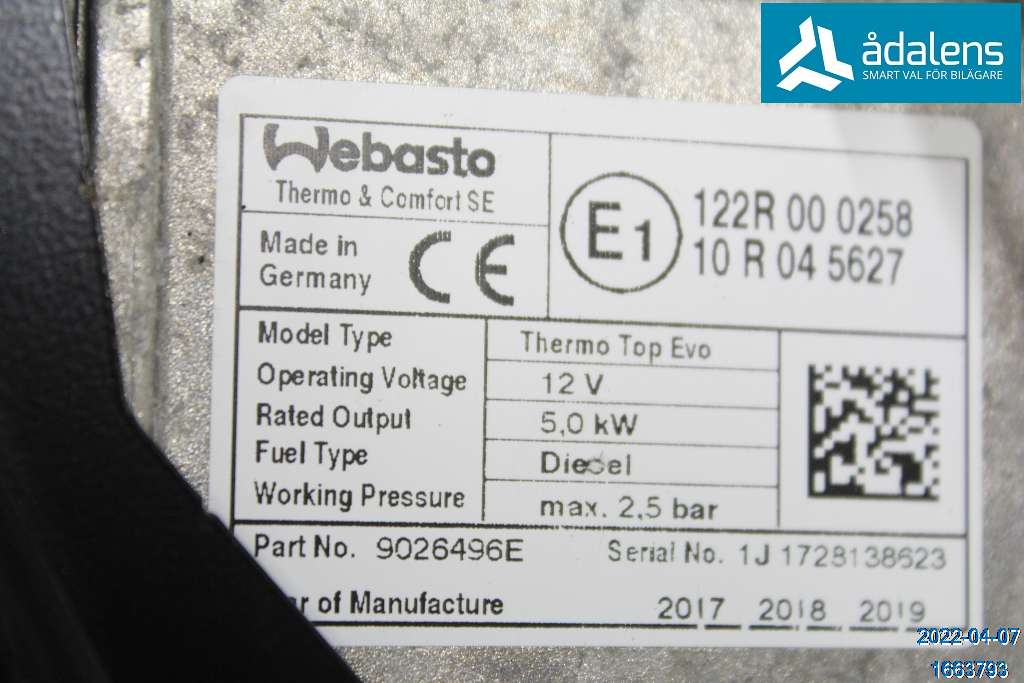 ådalens
SMART VAL FÖR BILÄGARE
Webasto
Thermo & Comfort SE
Made in
Germany
CE
E1
122R 00 0258
10 R 04 5627
Model Type Thermo Top Evo
Operating Voltage 12 V
Rated Output 5,0 kW
Fuel Type Diesel
Working Pressure max. 2,5 bar
Part No. 9026496E Serial No. 1J 1728138623
of Manufacture 2017 2018 2019
2022-04-07
1663793